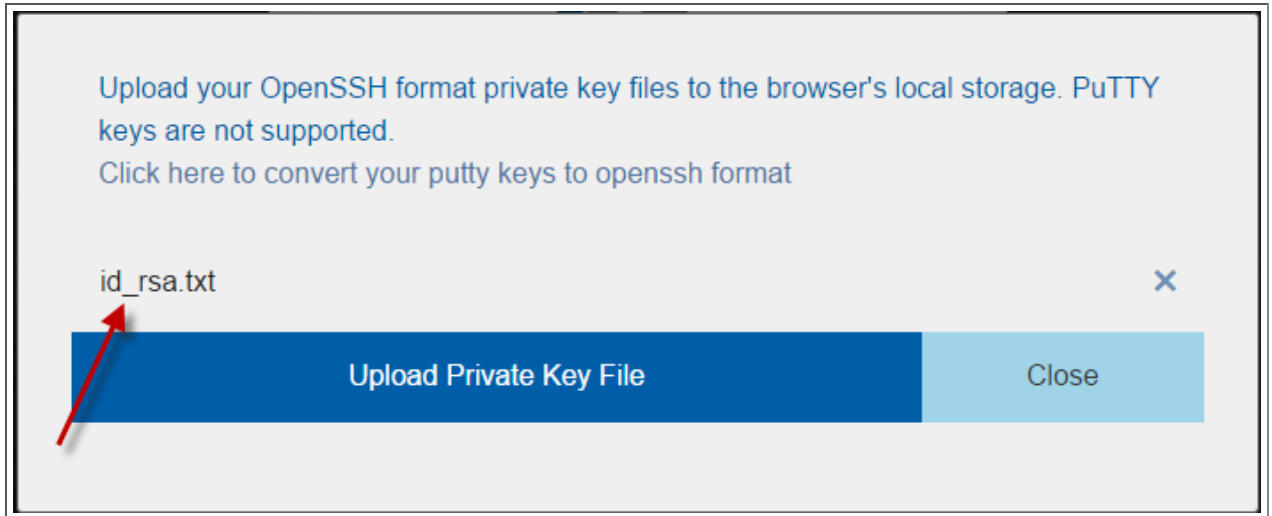 Upload your OpenSSH format private key files to the browser's local storage. PuTTY
keys are not supported.
Click here to convert your putty keys to openssh format
id_rsa.txt ×
Upload Private Key File Close